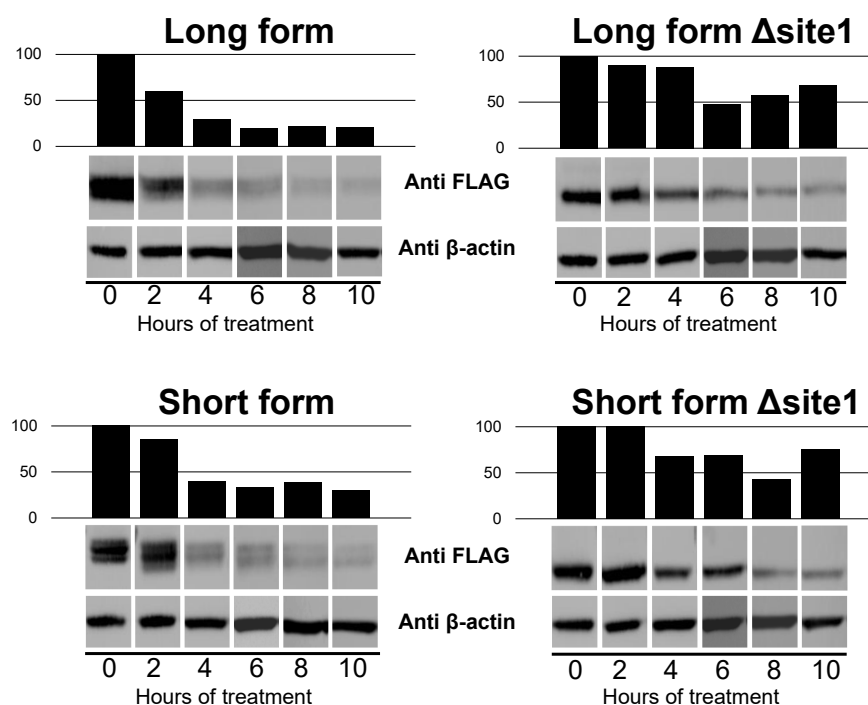 Long form
100
50
0
Long form Δsite1
100
50
0
Anti FLAG
Anti β-actin
0 2 4 6 8 10
Hours of treatment
0 2 4 6 8 10
Hours of treatment
Short form
100
50
0
Short form Δsite1
100
50
0
Anti FLAG
Anti β-actin
0 2 4 6 8 10
Hours of treatment
0 2 4 6 8 10
Hours of treatment